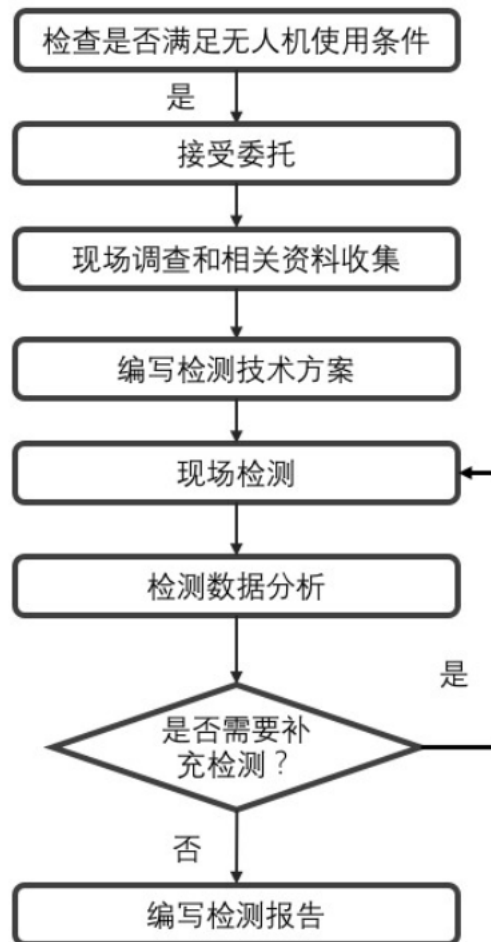 检查是否满足无人机使用条件
是
接受委托
现场调查和相关资料收集
编写检测技术方案
现场检测
检测数据分析
是
是否需要补
充检测？
否
编写检测报告